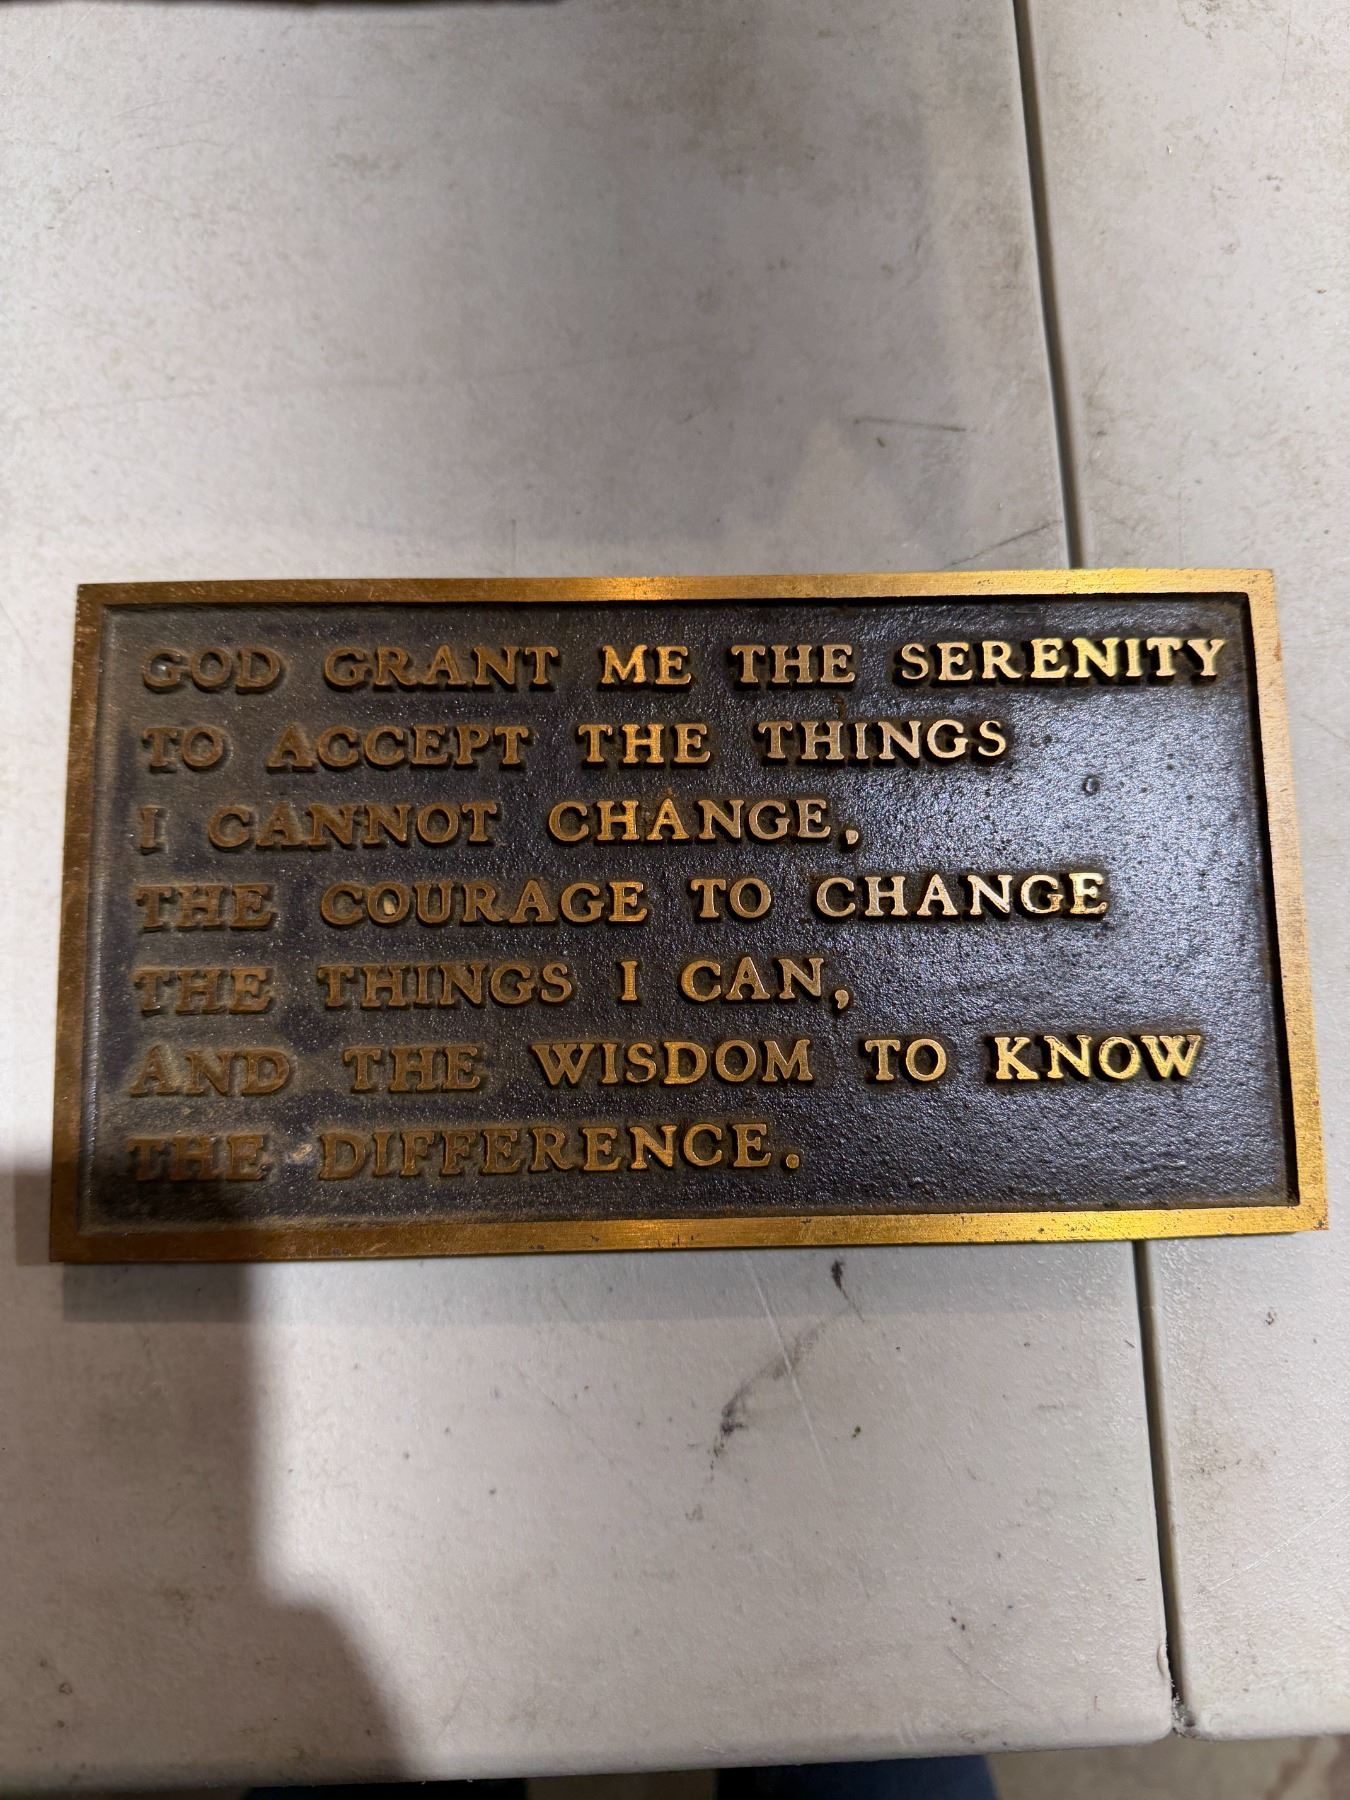 GOD GRANT ME THE SERENITY
TO ACCEPT THE THINGS
I CANNOT CHANGE,
THE COURAGE TO CHANGE
THE THINGS I CAN,
AND THE WISDOM TO KNOW
THE DIFFERENCE.